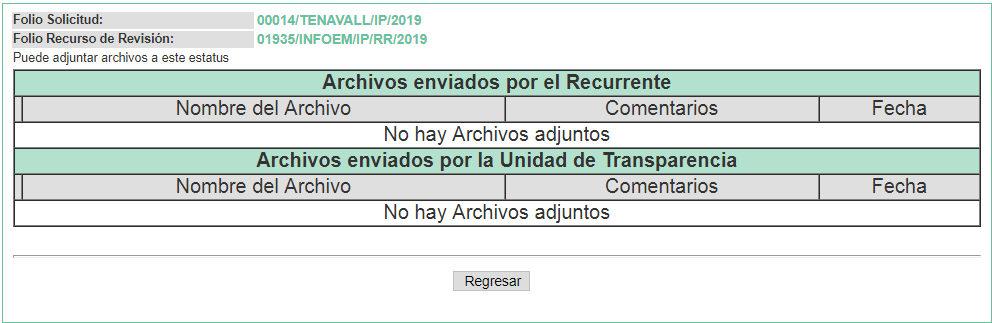 Folio Solicitud: 00014/TENAVALL/IP/2019
Folio Recurso de Revisión: 01935/INFOEM/IP/RR/2019
Puede adjuntar archivos a este estatus
Archivos enviados por el Recurrente
Nombre del Archivo Comentarios Fecha
No hay Archivos adjuntos
Archivos enviados por la Unidad de Transparencia
Nombre del Archivo Comentarios Fecha
No hay Archivos adjuntos
Regresar